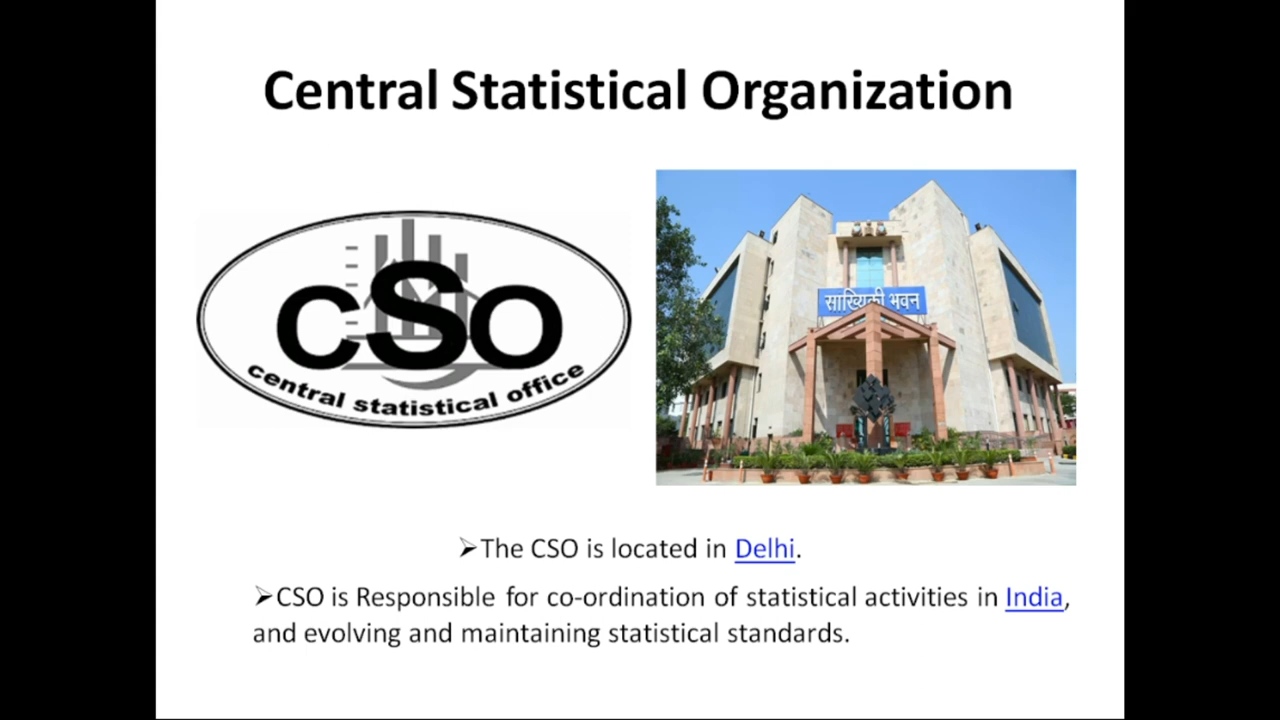 Central Statistical Organization
cSo
central statistical office
सांख्यिकी भवन
➢The CSO is located in Delhi.
➢CSO is Responsible for co-ordination of statistical activities in India,
and evolving and maintaining statistical standards.